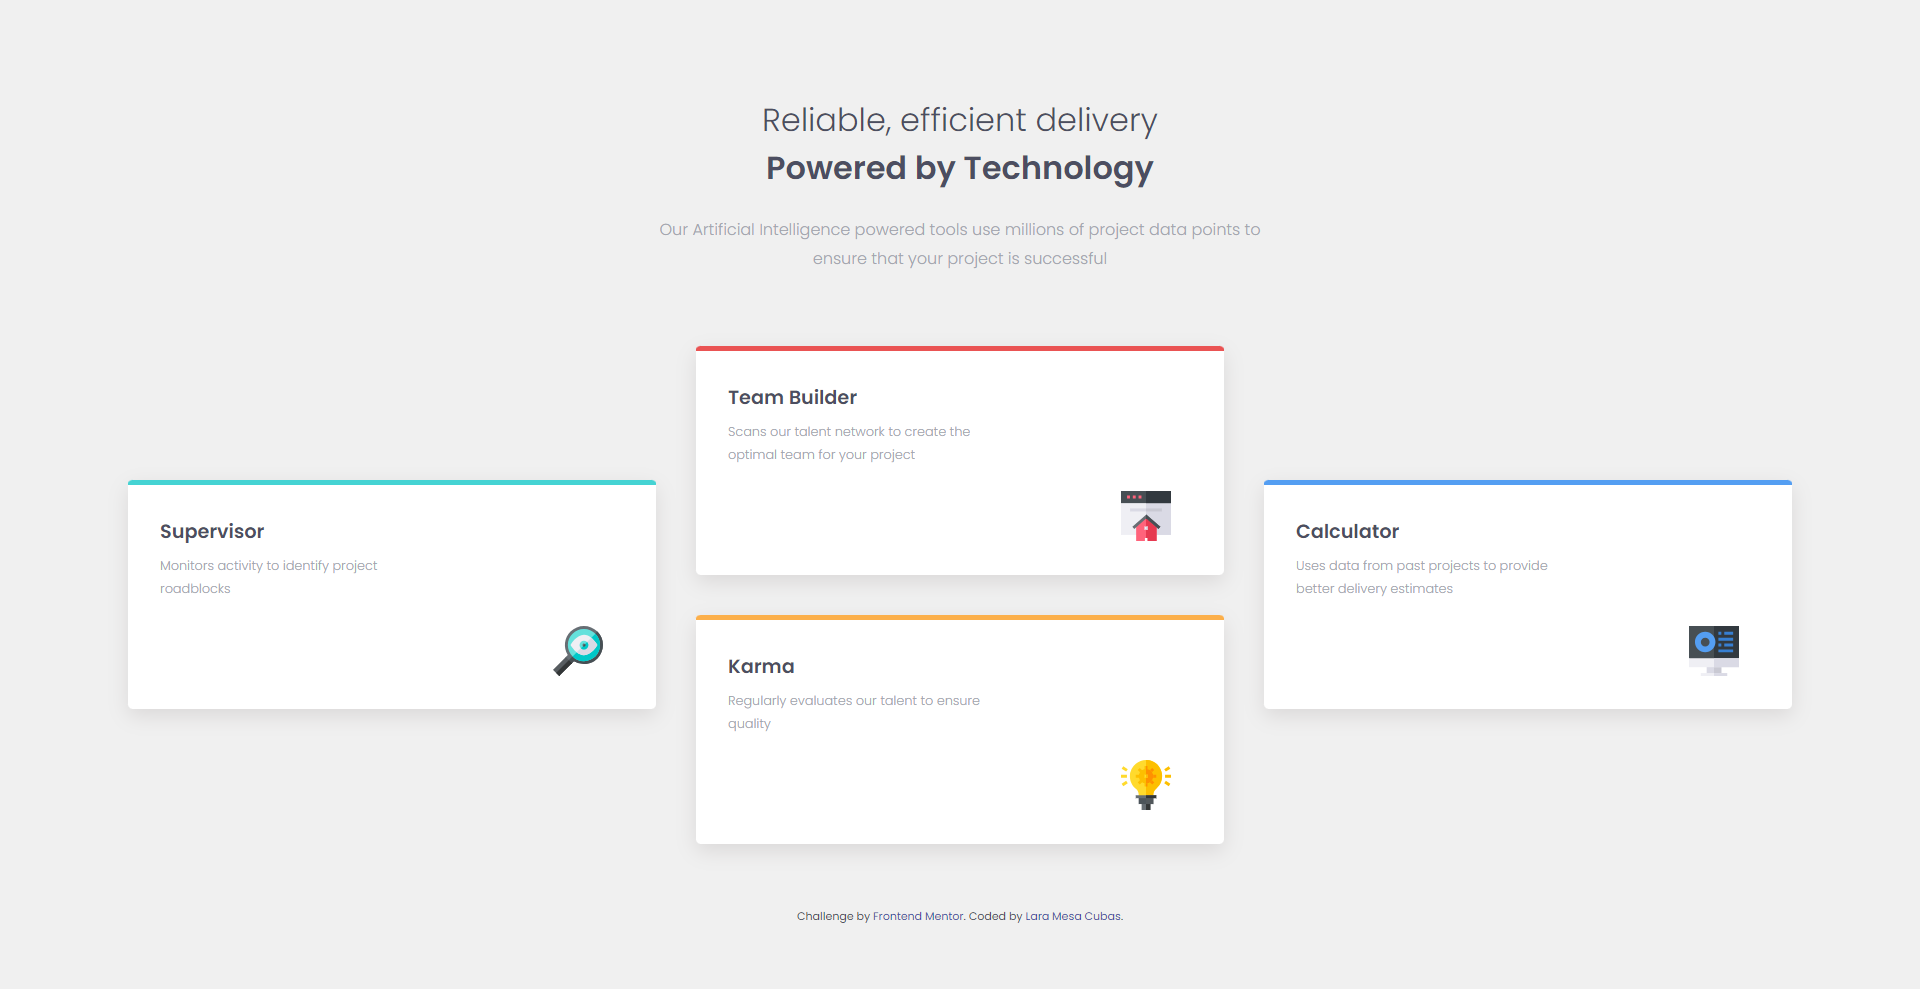 Reliable, efficient delivery
Powered by Technology
Our Artificial Intelligence powered tools use millions of project data points to
ensure that your project is successful
Supervisor
Monitors activity to identify project
roadblocks
Team Builder
Scans our talent network to create the
optimal team for your project
Karma
Regularly evaluates our talent to ensure
quality
Calculator
Uses data from past projects to provide
better delivery estimates
Challenge by Frontend Mentor. Coded by Lara Mesa Cubas.